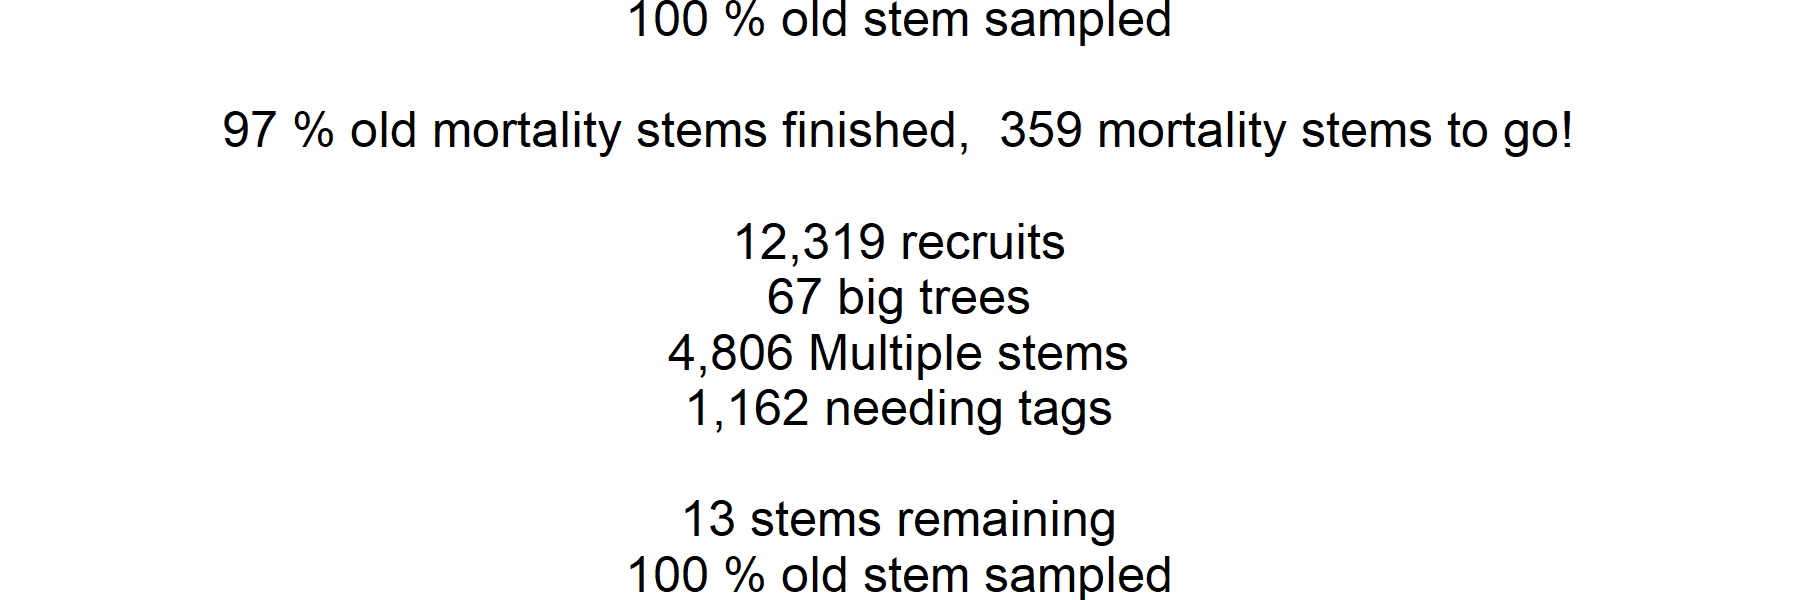 100 % old stem sampled
97 % old mortality stems finished,  359 mortality stems to go!
12,319 recruits
67 big trees
4,806 Multiple stems
1,162 needing tags
13 stems remaining
100 % old stem sampled